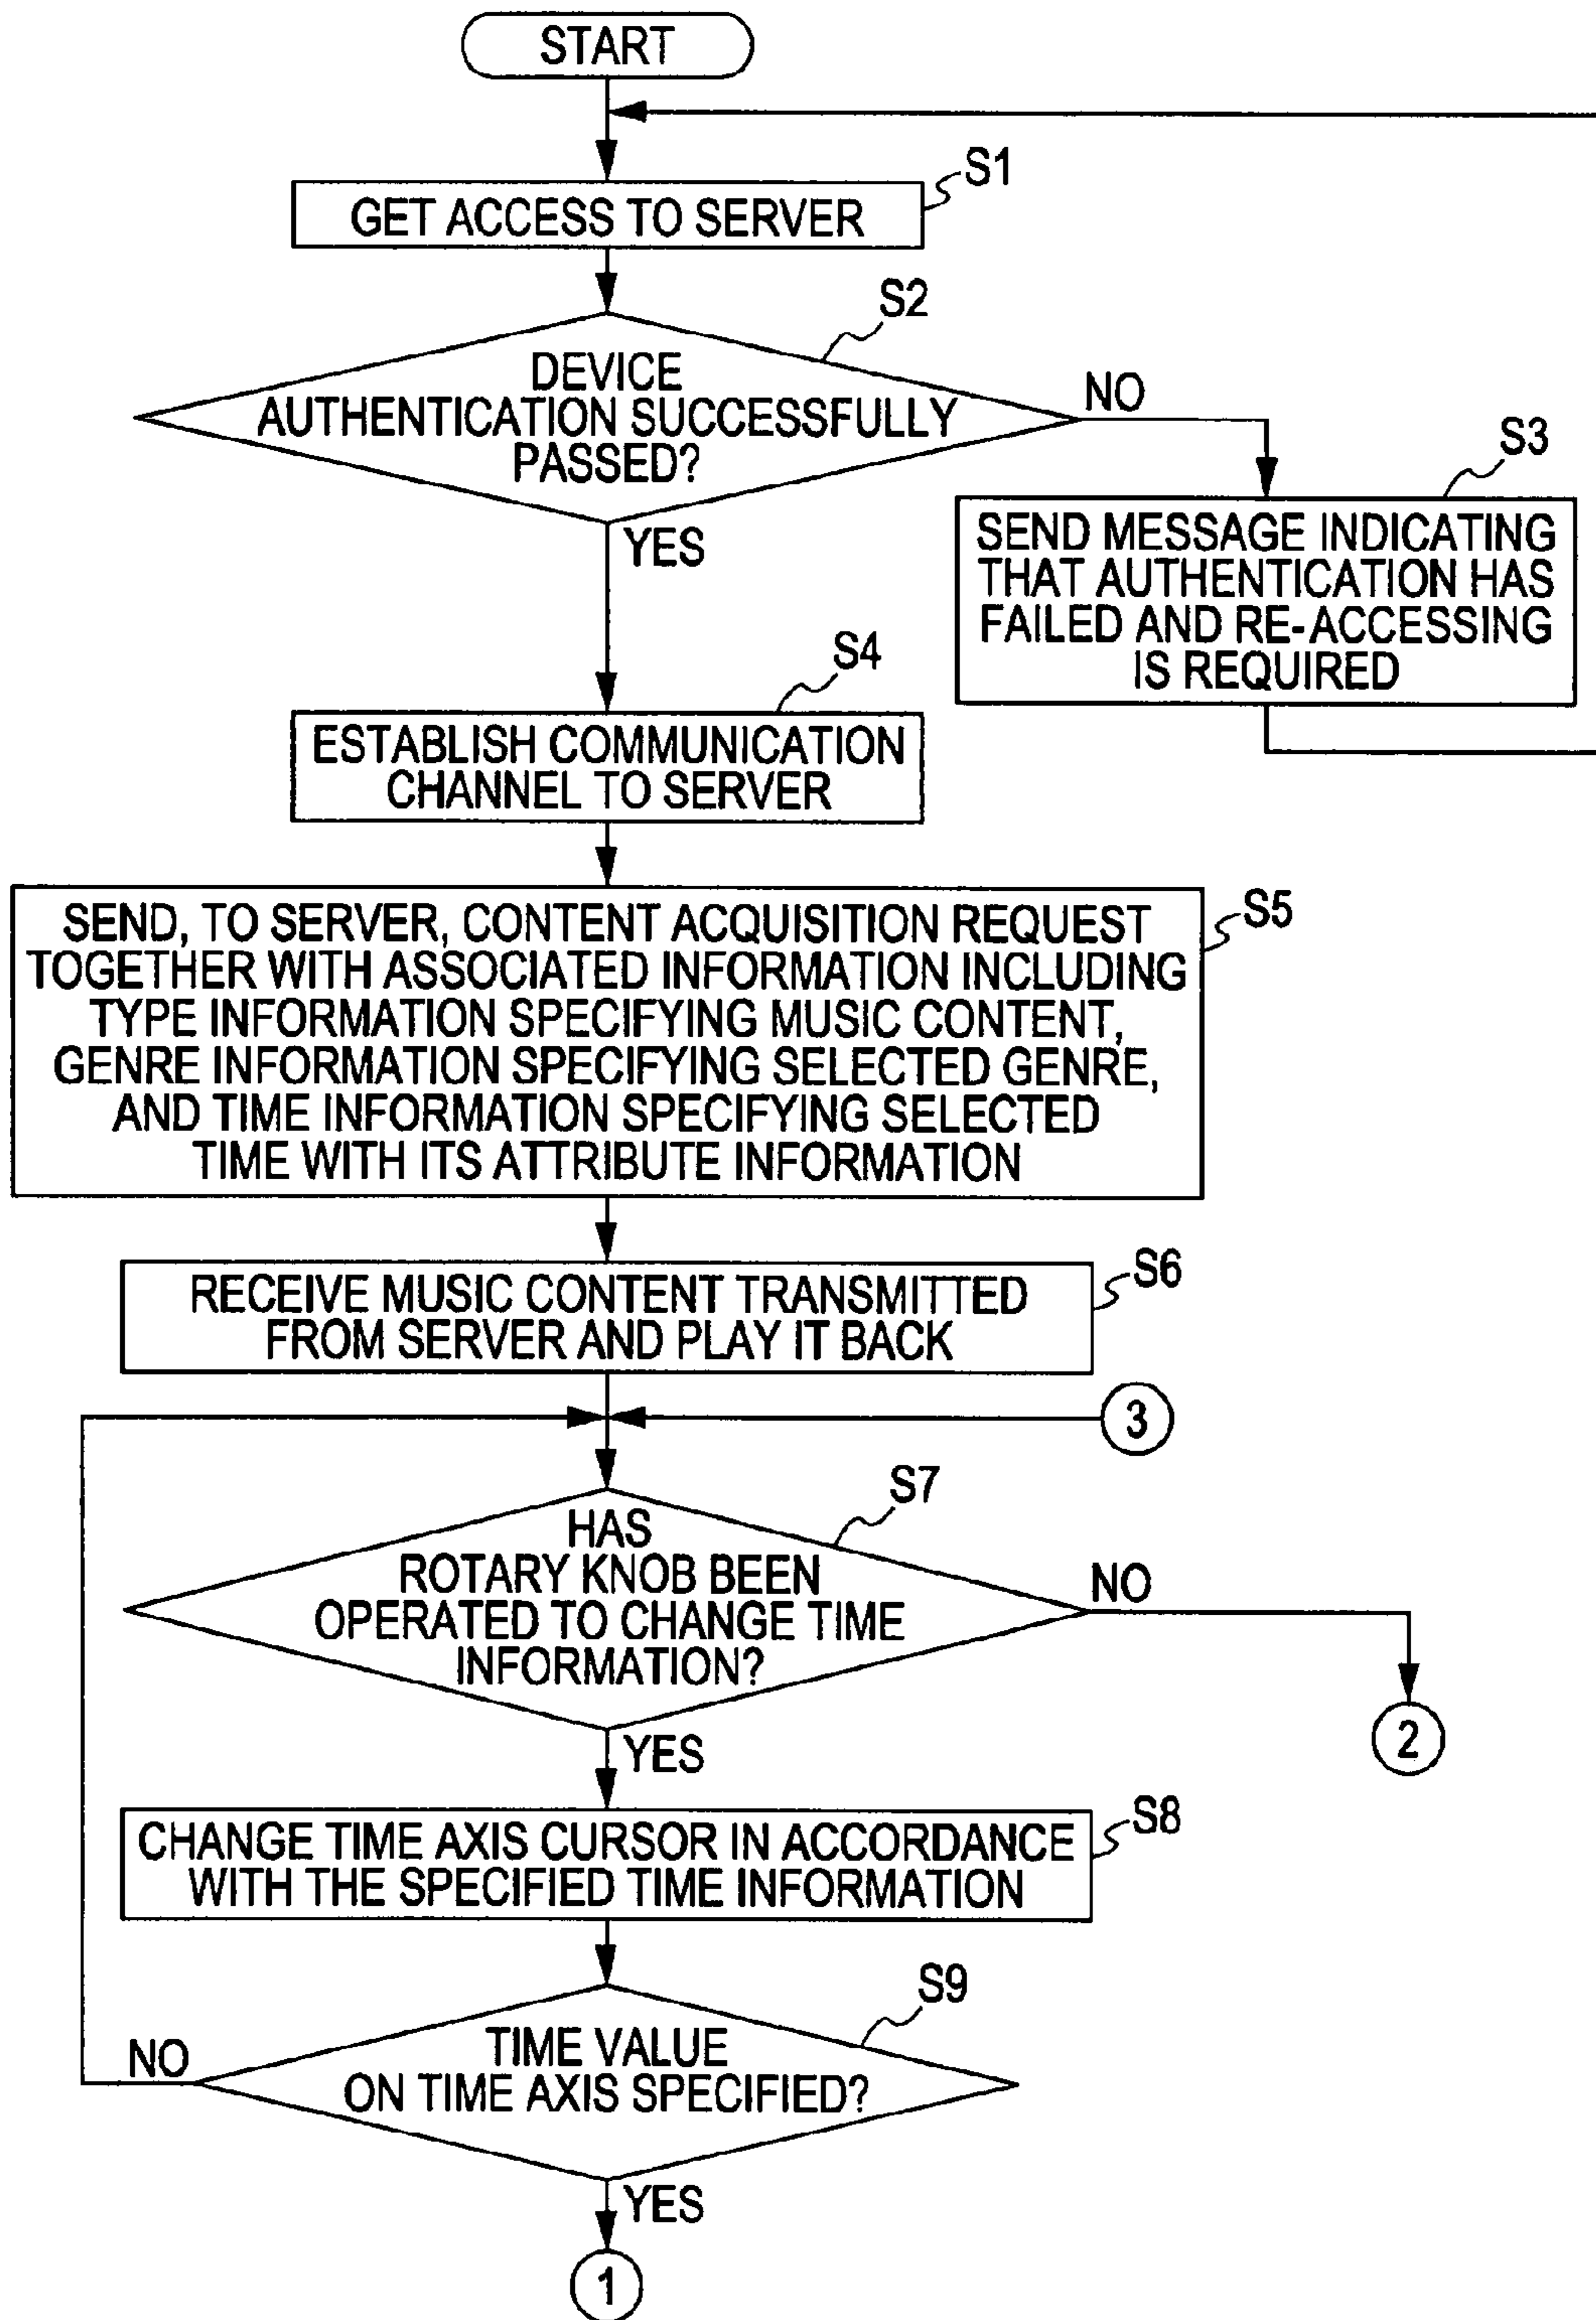 START
S1
GET ACCESS TO SERVER
S2
DEVICE
AUTHENTICATION SUCCESSFULLY
PASSED?
NO
YES
S3
SEND MESSAGE INDICATING
THAT AUTHENTICATION HAS
FAILED AND RE-ACCESSING
IS REQUIRED
S4
ESTABLISH COMMUNICATION
CHANNEL TO SERVER
S5
SEND, TO SERVER, CONTENT ACQUISITION REQUEST
TOGETHER WITH ASSOCIATED INFORMATION INCLUDING
TYPE INFORMATION SPECIFYING MUSIC CONTENT,
GENRE INFORMATION SPECIFYING SELECTED GENRE,
AND TIME INFORMATION SPECIFYING SELECTED
TIME WITH ITS ATTRIBUTE INFORMATION
S6
RECEIVE MUSIC CONTENT TRANSMITTED
FROM SERVER AND PLAY IT BACK
3
S7
HAS
ROTARY KNOB BEEN
OPERATED TO CHANGE TIME
INFORMATION?
NO
2
YES
S8
CHANGE TIME AXIS CURSOR IN ACCORDANCE
WITH THE SPECIFIED TIME INFORMATION
S9
TIME VALUE
ON TIME AXIS SPECIFIED?
NO
YES
1